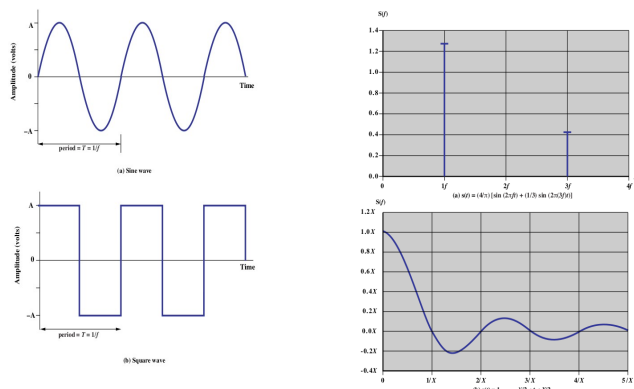 Amplitude (volts)
A
0
–A
Time
period = T = 1/f
(a) Sine wave
Amplitude (volts)
A
0
–A
Time
period = T = 1/f
(b) Square wave
S(f)
1.4
1.2
1.0
0.8
0.6
0.4
0.2
0.0
0 1f 2f 3f 4f
(a) s(t) = (4/π) [sin (2πft) + (1/3) sin (2π(3f)t)]
S(f)
1.2X
1.0X
0.8X
0.6X
0.4X
0.2X
0.0X
-0.2X
-0.4X
0 1/X 2/X 3/X 4/X 5/X